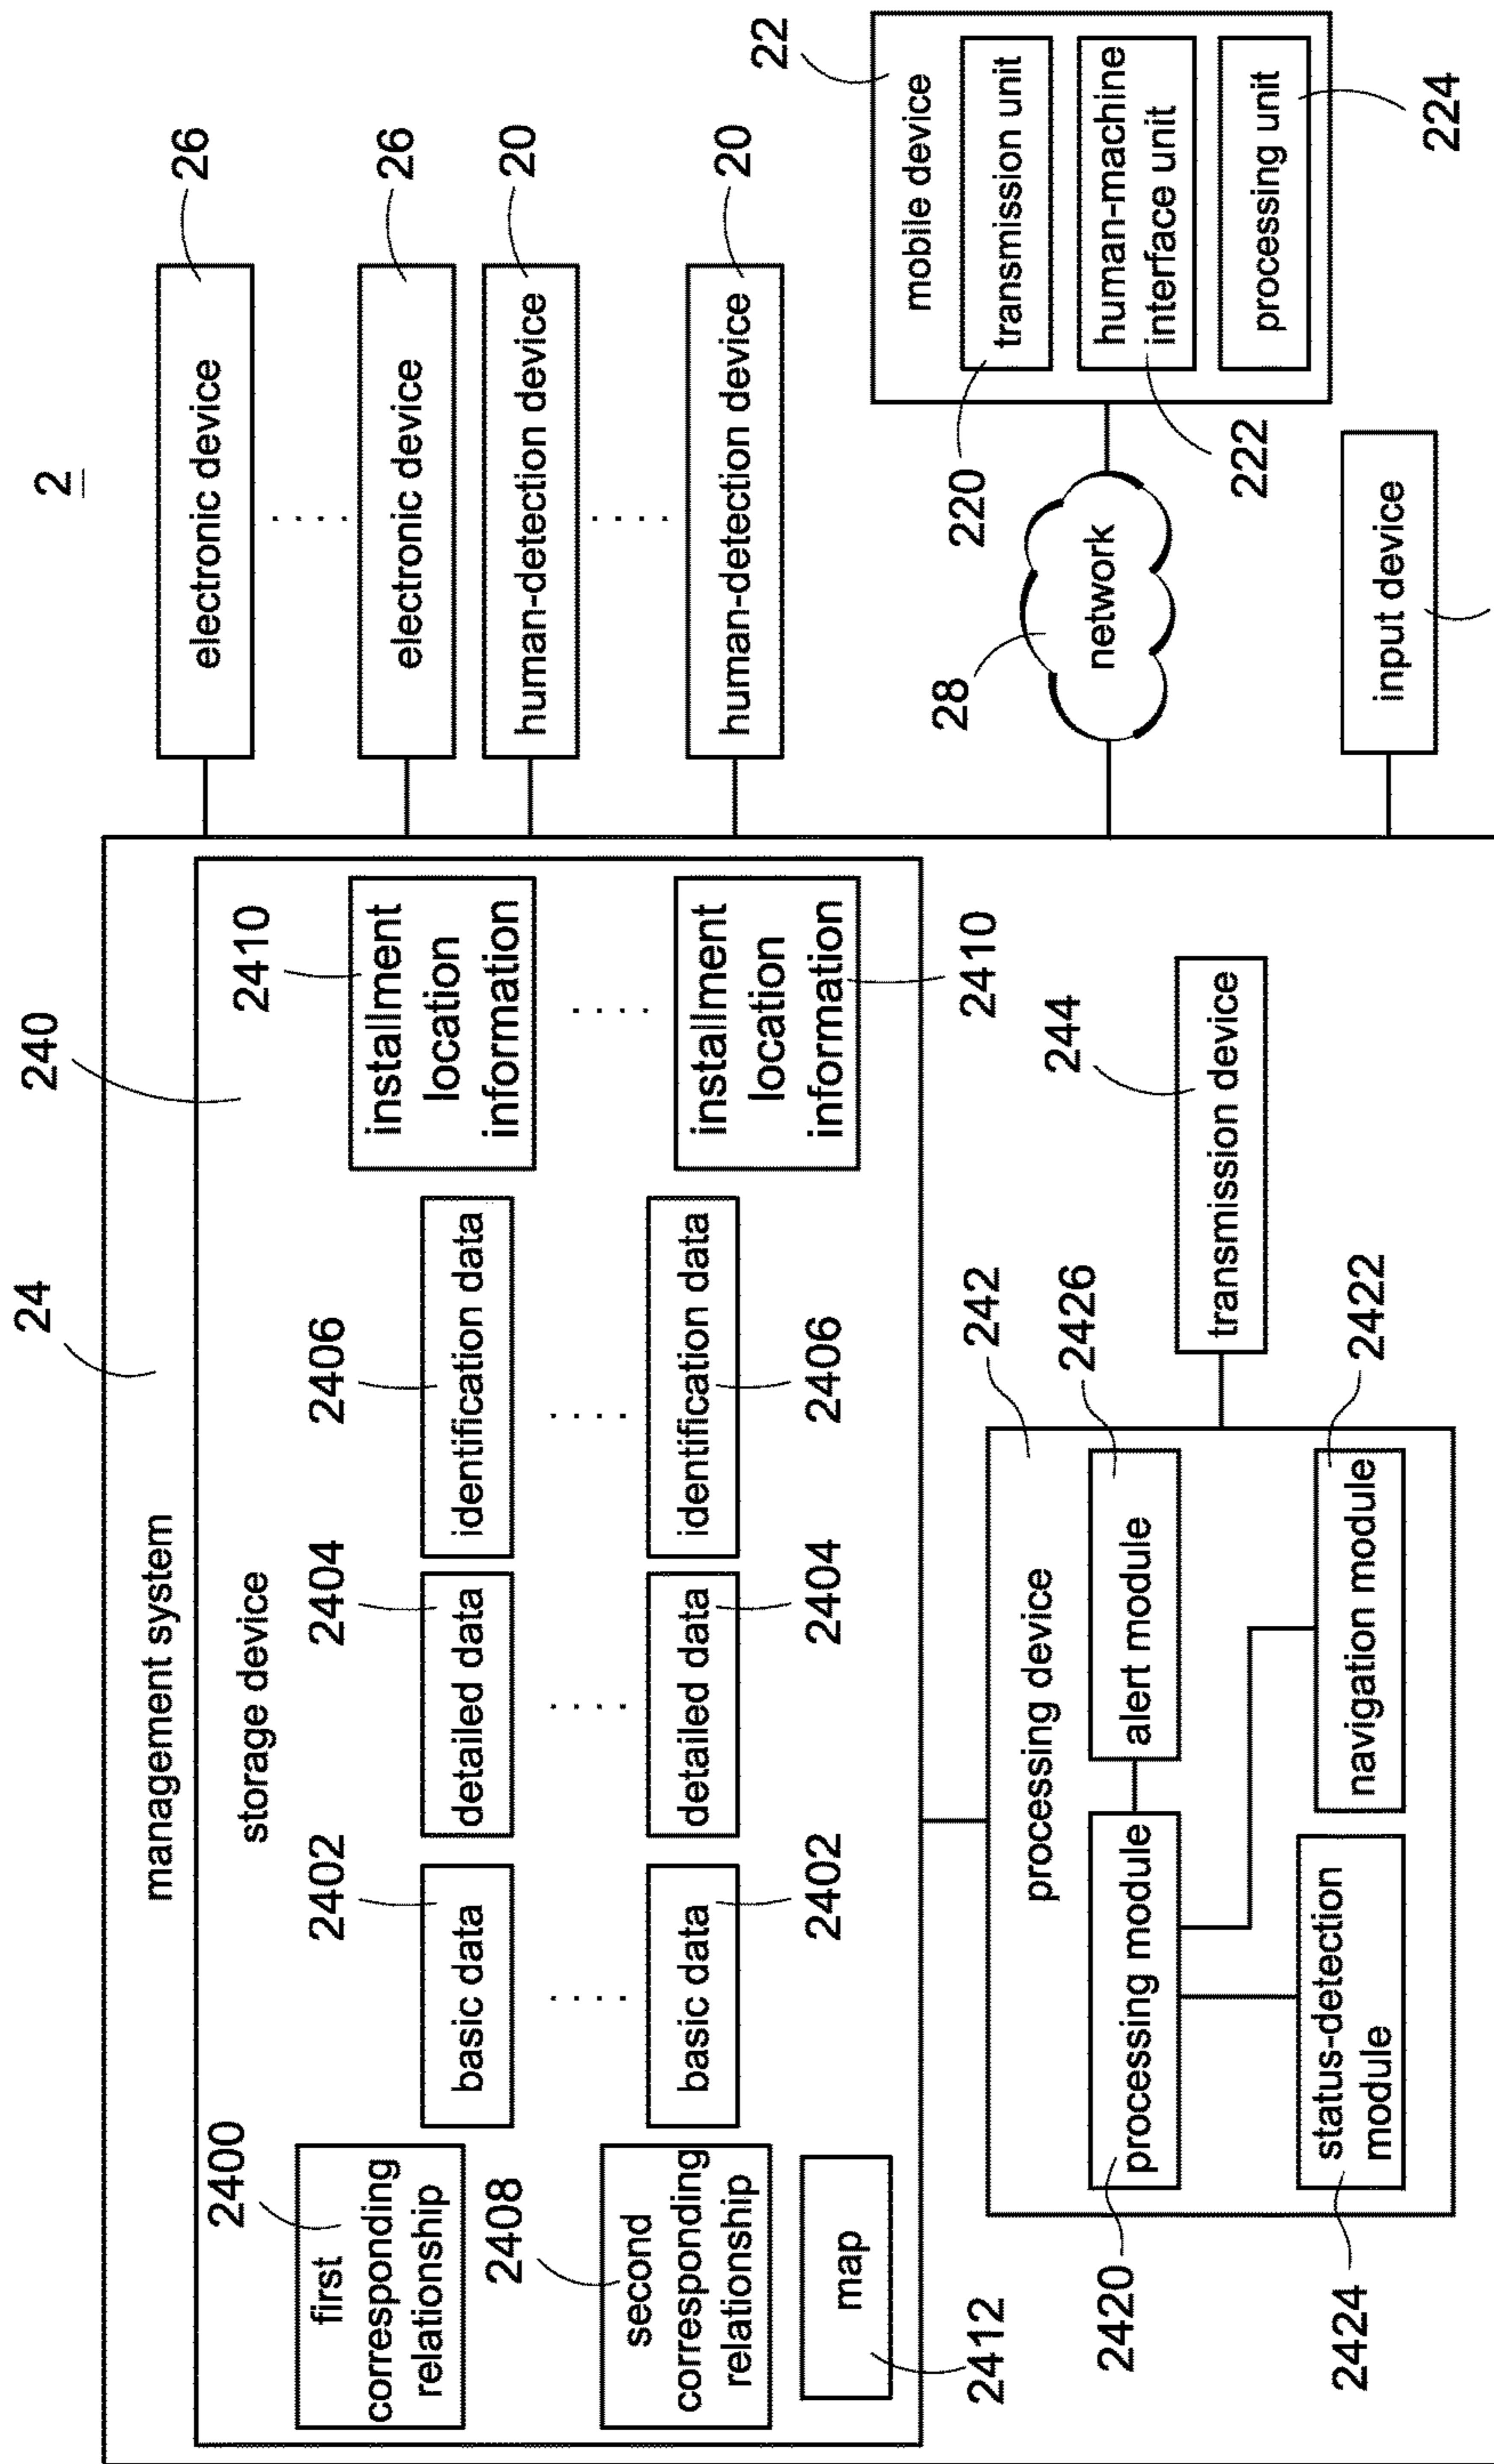 2
management system
24
240
storage device
2400
first
corresponding
relationship
2408
second
corresponding
relationship
map
2412
2402
basic data
. . . .
basic data
2402
2404
detailed data
. . . .
detailed data
2404
2406
identification data
. . . .
identification data
2406
2410
installment
location
information
. . . .
installment
location
information
2410
processing device
242
processing module
2420
alert module
2426
status-detection
module
2424
navigation module
2422
transmission device
244
electronic device
26
. . . .
electronic device
26
human-detection device
20
. . . .
human-detection device
20
network
28
mobile device
22
transmission unit
220
human-machine
interface unit
222
processing unit
224
input device